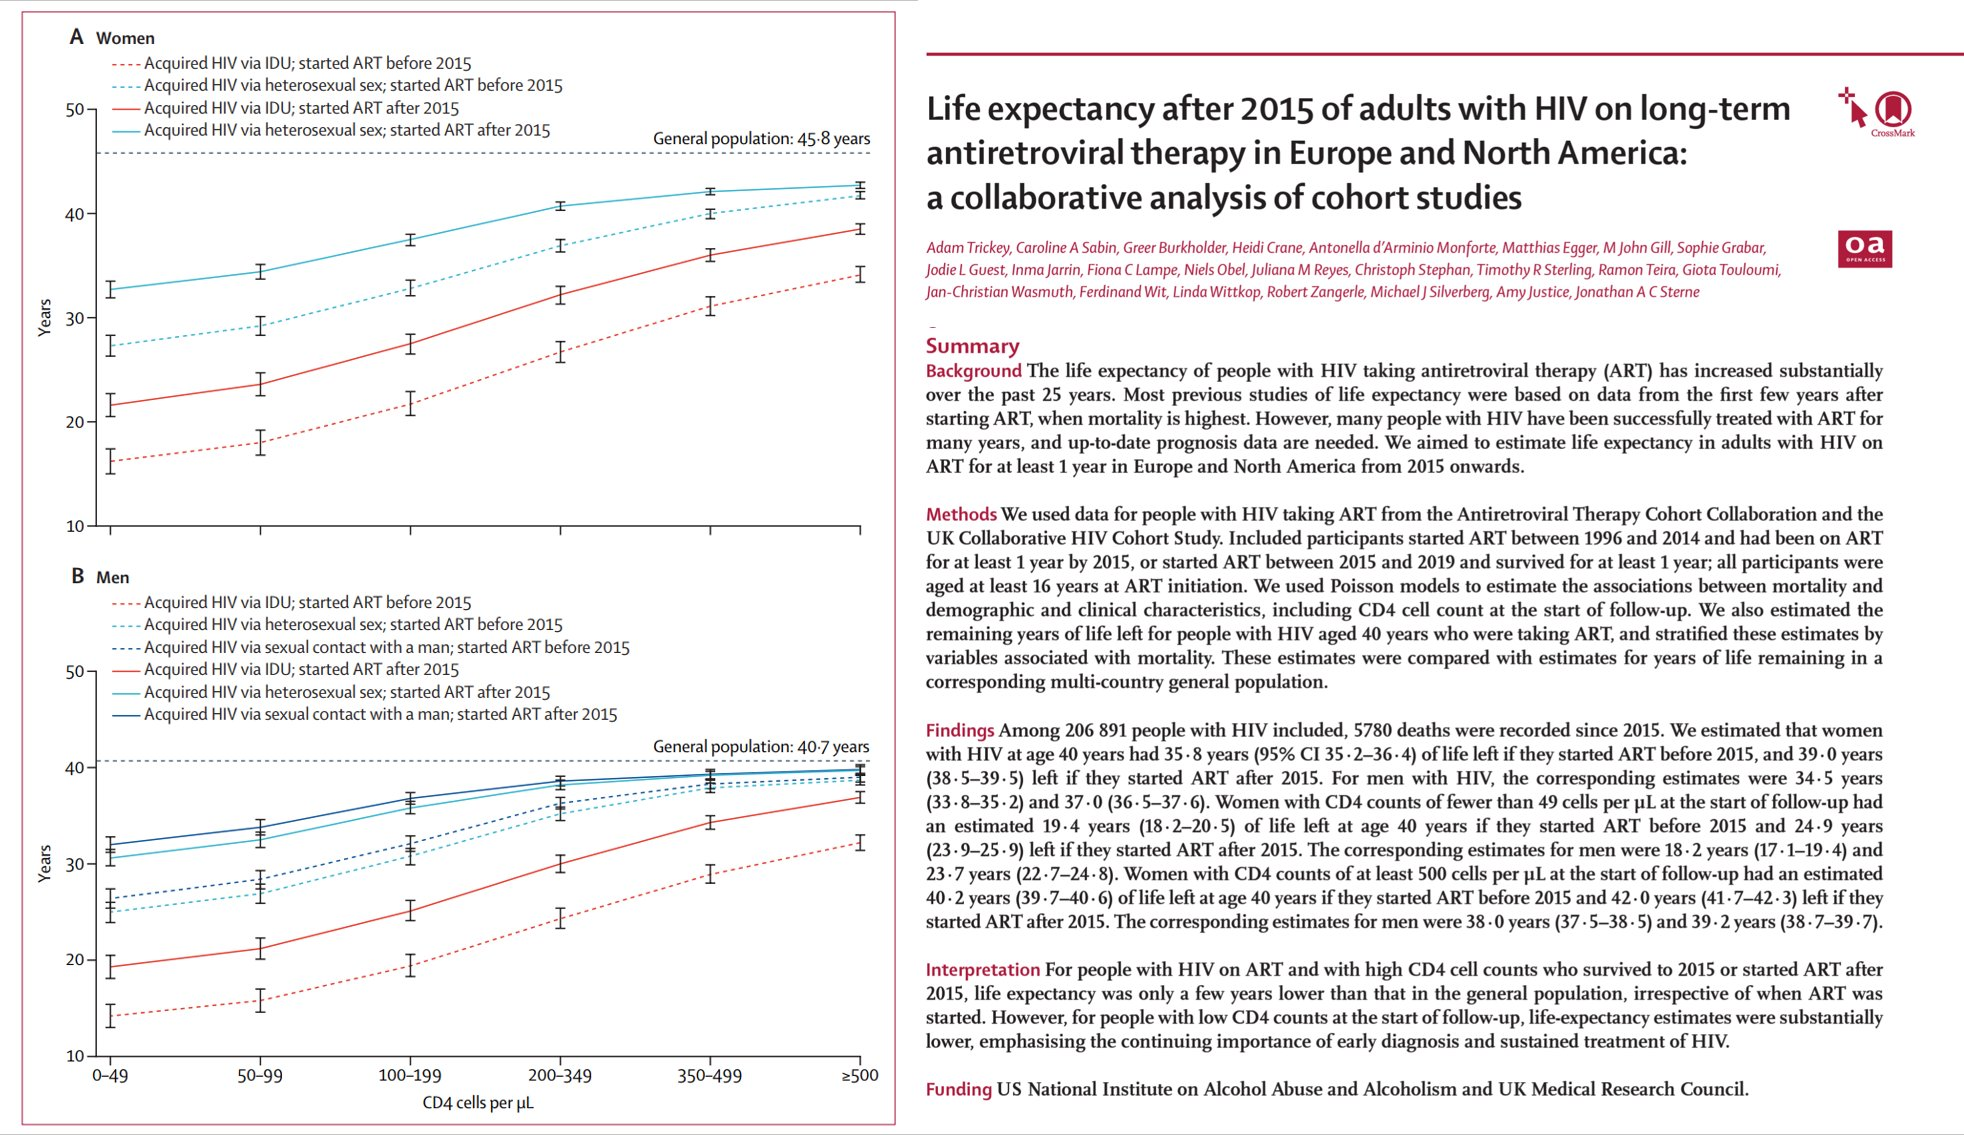 A Women
Acquired HIV via IDU; started ART before 2015
Acquired HIV via heterosexual sex; started ART before 2015
Acquired HIV via IDU; started ART after 2015
Acquired HIV via heterosexual sex; started ART after 2015
General population: 45·8 years
50
40
30
20
10
Years
B Men
Acquired HIV via IDU; started ART before 2015
Acquired HIV via heterosexual sex; started ART before 2015
Acquired HIV via sexual contact with a man; started ART before 2015
Acquired HIV via IDU; started ART after 2015
Acquired HIV via heterosexual sex; started ART after 2015
Acquired HIV via sexual contact with a man; started ART after 2015
General population: 40·7 years
50
40
30
20
10
Years
0–49 50–99 100–199 200–349 350–499 ≥500
CD4 cells per µL
Life expectancy after 2015 of adults with HIV on long-term
antiretroviral therapy in Europe and North America:
a collaborative analysis of cohort studies
CrossMark
Adam Trickey, Caroline A Sabin, Greer Burkholder, Heidi Crane, Antonella d'Arminio Monforte, Matthias Egger, M John Gill, Sophie Grabar,
Jodie L Guest, Inma Jarrin, Fiona C Lampe, Niels Obel, Juliana M Reyes, Christoph Stephan, Timothy R Sterling, Ramon Teira, Giota Touloumi,
Jan-Christian Wasmuth, Ferdinand Wit, Linda Wittkop, Robert Zangerle, Michael J Silverberg, Amy Justice, Jonathan A C Sterne
oa
OPEN ACCESS
Summary
Background The life expectancy of people with HIV taking antiretroviral therapy (ART) has increased substantially
over the past 25 years. Most previous studies of life expectancy were based on data from the first few years after
starting ART, when mortality is highest. However, many people with HIV have been successfully treated with ART for
many years, and up-to-date prognosis data are needed. We aimed to estimate life expectancy in adults with HIV on
ART for at least 1 year in Europe and North America from 2015 onwards.
Methods We used data for people with HIV taking ART from the Antiretroviral Therapy Cohort Collaboration and the
UK Collaborative HIV Cohort Study. Included participants started ART between 1996 and 2014 and had been on ART
for at least 1 year by 2015, or started ART between 2015 and 2019 and survived for at least 1 year; all participants were
aged at least 16 years at ART initiation. We used Poisson models to estimate the associations between mortality and
demographic and clinical characteristics, including CD4 cell count at the start of follow-up. We also estimated the
remaining years of life left for people with HIV aged 40 years who were taking ART, and stratified these estimates by
variables associated with mortality. These estimates were compared with estimates for years of life remaining in a
corresponding multi-country general population.
Findings Among 206 891 people with HIV included, 5780 deaths were recorded since 2015. We estimated that women
with HIV at age 40 years had 35·8 years (95% CI 35·2–36·4) of life left if they started ART before 2015, and 39·0 years
(38·5–39·5) left if they started ART after 2015. For men with HIV, the corresponding estimates were 34·5 years
(33·8–35·2) and 37·0 (36·5–37·6). Women with CD4 counts of fewer than 49 cells per µL at the start of follow-up had
an estimated 19·4 years (18·2–20·5) of life left at age 40 years if they started ART before 2015 and 24·9 years
(23·9–25·9) left if they started ART after 2015. The corresponding estimates for men were 18·2 years (17·1–19·4) and
23·7 years (22·7–24·8). Women with CD4 counts of at least 500 cells per µL at the start of follow-up had an estimated
40·2 years (39·7–40·6) of life left at age 40 years if they started ART before 2015 and 42·0 years (41·7–42·3) left if they
started ART after 2015. The corresponding estimates for men were 38·0 years (37·5–38·5) and 39·2 years (38·7–39·7).
Interpretation For people with HIV on ART and with high CD4 cell counts who survived to 2015 or started ART after
2015, life expectancy was only a few years lower than that in the general population, irrespective of when ART was
started. However, for people with low CD4 counts at the start of follow-up, life-expectancy estimates were substantially
lower, emphasising the continuing importance of early diagnosis and sustained treatment of HIV.
Funding US National Institute on Alcohol Abuse and Alcoholism and UK Medical Research Council.